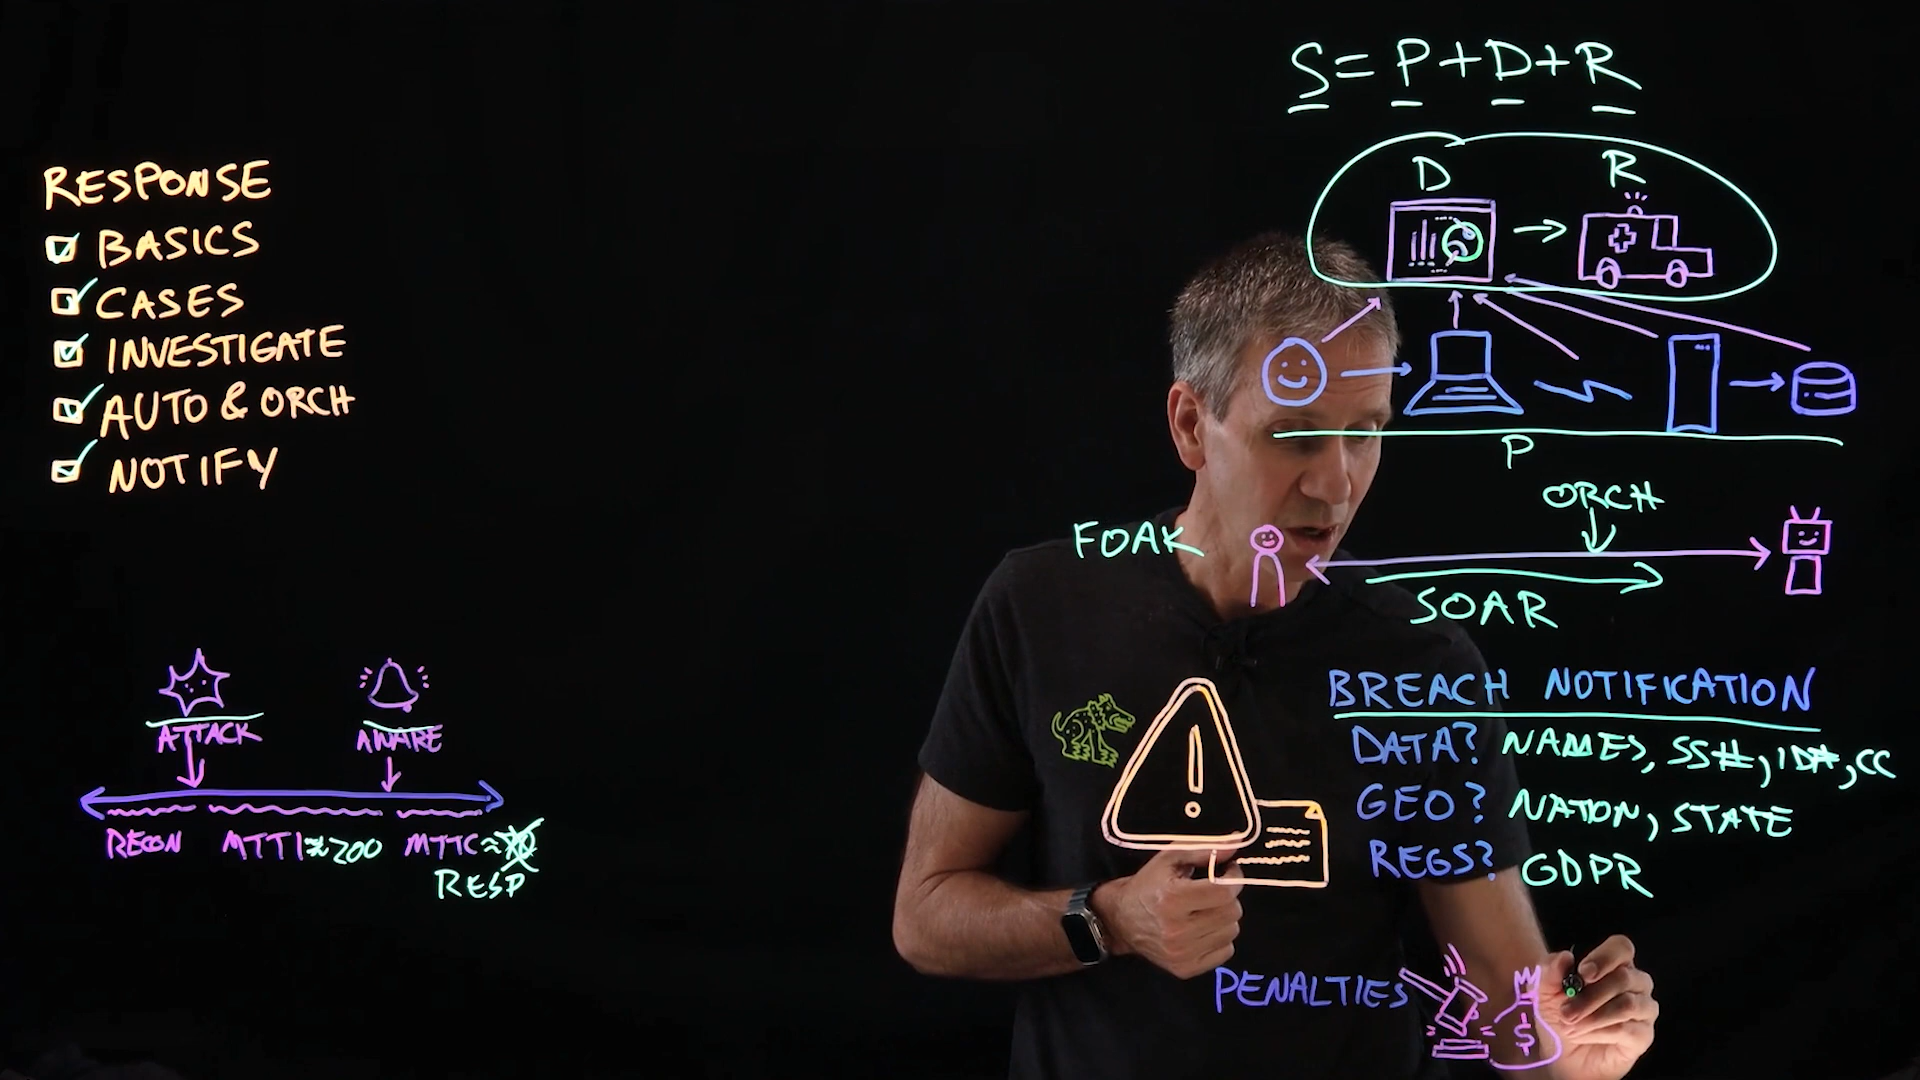 RESPONSE
BASICS
CASES
INVESTIGATE
AUTO & ORCH
NOTIFY
ATTACK
AWARE
RECON MTTI≈200 MTTC≈
RESP
S=P+D+R
D R
P
ORCH
FOAK
SOAR
!
BREACH NOTIFICATION
DATA? NAMES, SS#, ID#, CC
GEO? NATION, STATE
REGS? GDPR
PENALTIES
$